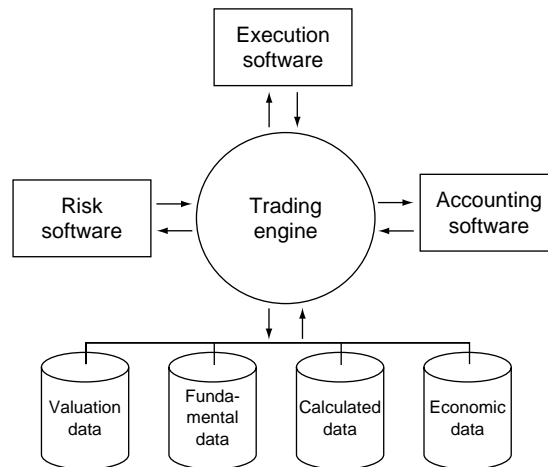 Execution
software
Risk
software
Trading
engine
Accounting
software
Valuation
data
Funda-
mental
data
Calculated
data
Economic
data